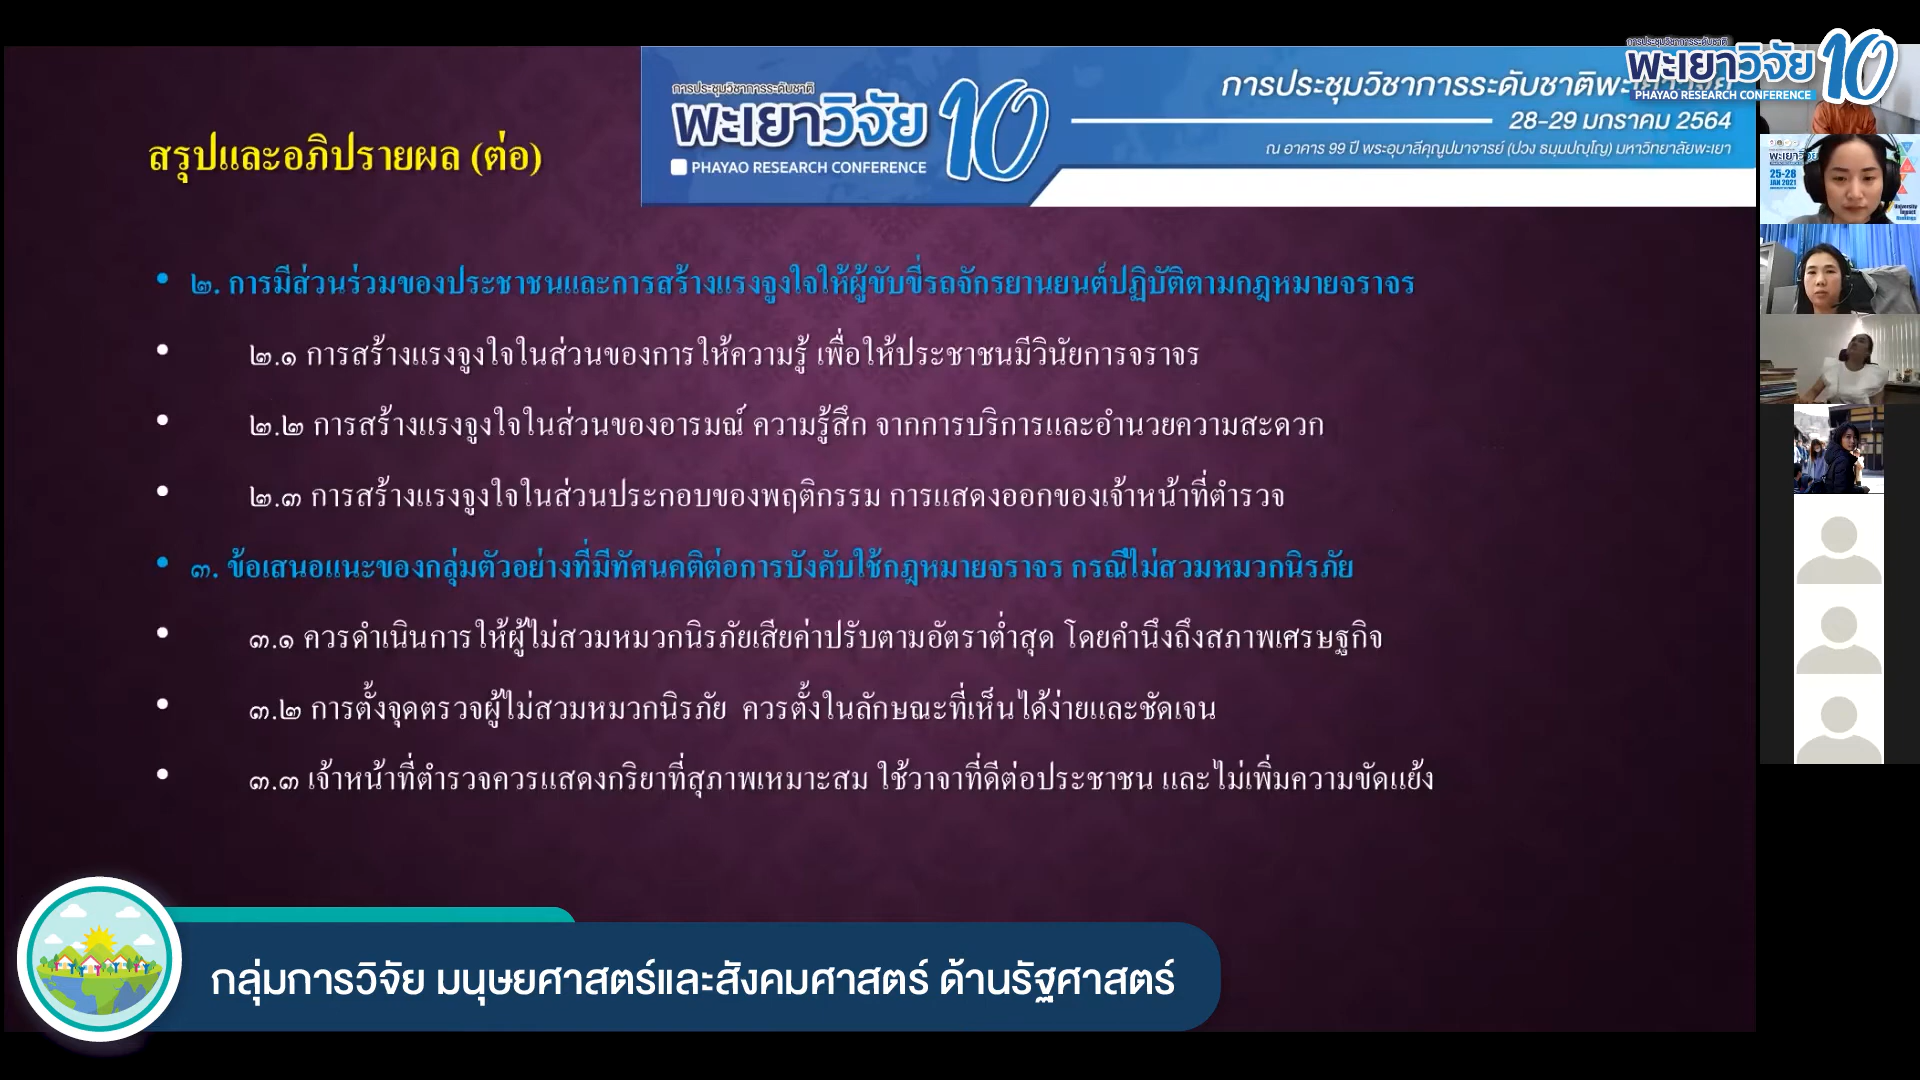 การประชุมวิชาการระดับชาติ
พะเยาวิจัย 10
PHAYAO RESEARCH CONFERENCE
การประชุมวิชาการระดับชาติ
28-29 มกราคม 2564
ณ อาคาร 99 ปี พระอุบาลีคุณูปมาจารย์ (ปวง ธมฺมปญฺโญ) มหาวิทยาลัยพะเยา
การประชุมวิชาการระดับชาติ
พะเยาวิจัย 10
PHAYAO RESEARCH CONFERENCE
สรุปและอภิปรายผล (ต่อ)
• ๒. การมีส่วนร่วมของประชาชนและการสร้างแรงจูงใจให้ผู้ขับขี่รถจักรยานยนต์ปฏิบัติตามกฎหมายจราจร
• ๒.๑ การสร้างแรงจูงใจในส่วนของการให้ความรู้ เพื่อให้ประชาชนมีวินัยการจราจร
• ๒.๒ การสร้างแรงจูงใจในส่วนของอารมณ์ ความรู้สึก จากการบริการและอำนวยความสะดวก
• ๒.๓ การสร้างแรงจูงใจในส่วนประกอบของพฤติกรรม การแสดงออกของเจ้าหน้าที่ตำรวจ
• ๓. ข้อเสนอแนะของกลุ่มตัวอย่างที่มีทัศนคติต่อการบังคับใช้กฎหมายจราจร กรณีไม่สวมหมวกนิรภัย
• ๓.๑ ควรดำเนินการให้ผู้ไม่สวมหมวกนิรภัยเสียค่าปรับตามอัตราต่ำสุด โดยคำนึงถึงสภาพเศรษฐกิจ
• ๓.๒ การตั้งจุดตรวจผู้ไม่สวมหมวกนิรภัย ควรตั้งในลักษณะที่เห็นได้ง่ายและชัดเจน
• ๓.๓ เจ้าหน้าที่ตำรวจควรแสดงกริยาที่สุภาพเหมาะสม ใช้วาจาที่ดีต่อประชาชน และไม่เพิ่มความขัดแย้ง
25-28
JAN 2021
กลุ่มการวิจัย มนุษยศาสตร์และสังคมศาสตร์ ด้านรัฐศาสตร์